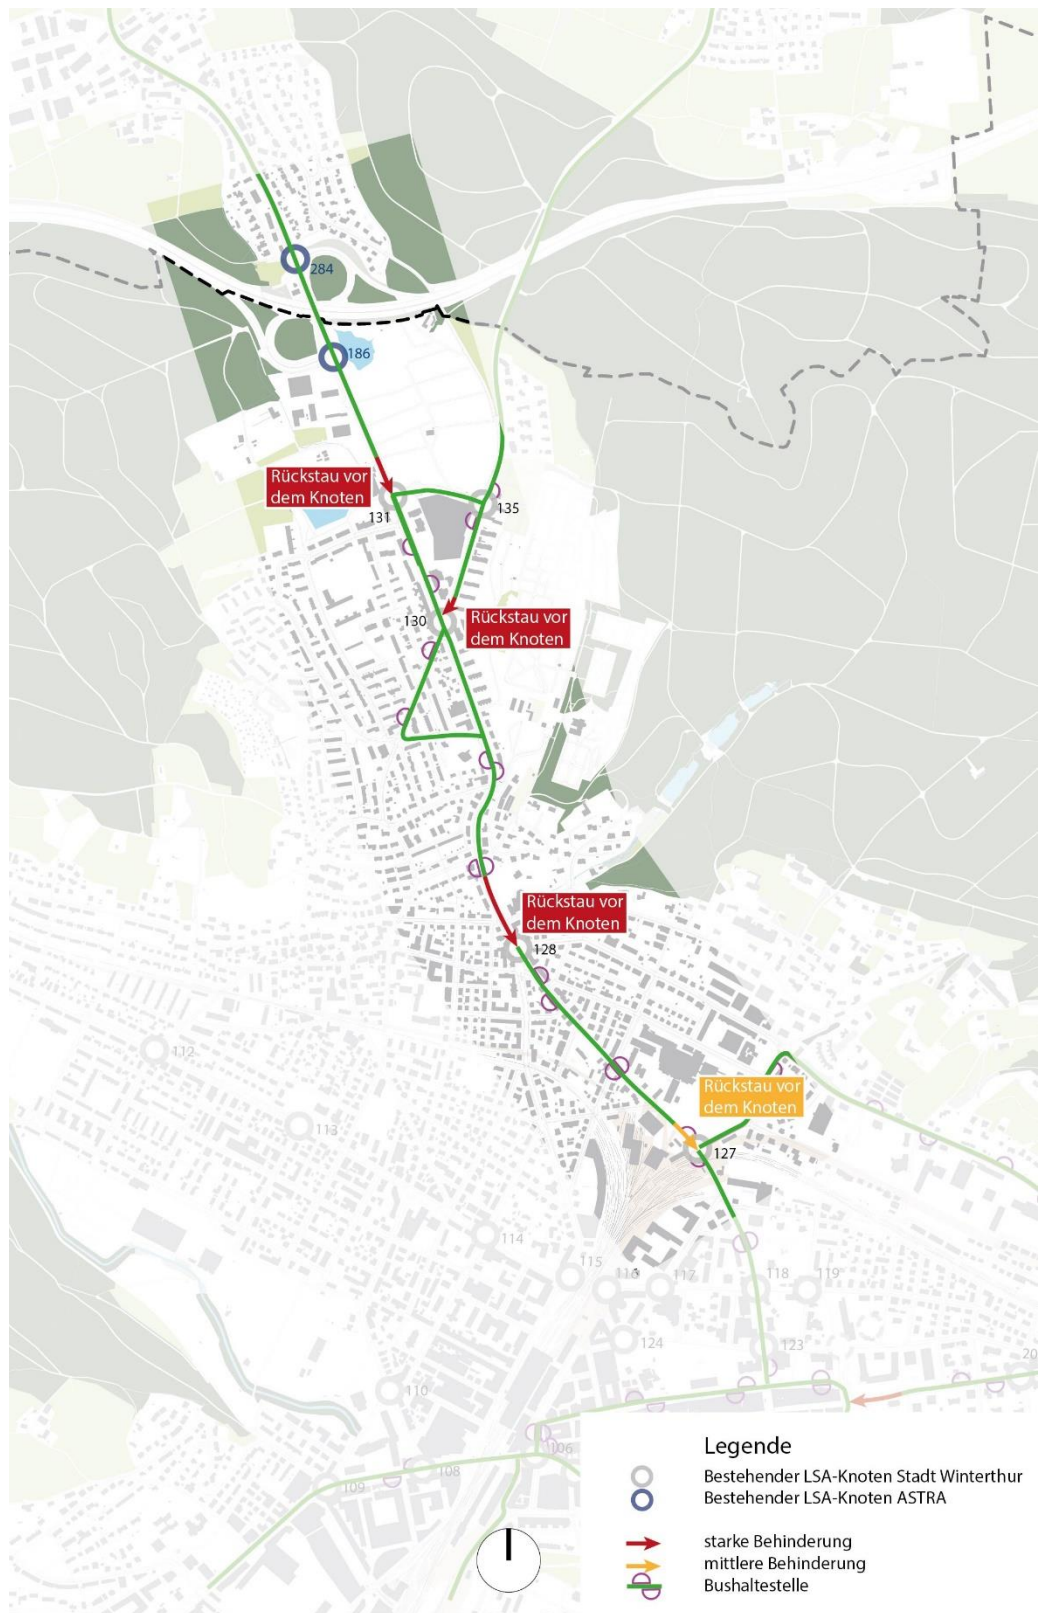 284
186
Rückstau vor
dem Knoten
131
135
130
Rückstau vor
dem Knoten
Rückstau vor
dem Knoten
128
112
113
Rückstau vor
dem Knoten
127
114
115
116
117
118
119
124
123
20
110
106
108
109
Legende
Bestehender LSA-Knoten Stadt Winterthur
Bestehender LSA-Knoten ASTRA
starke Behinderung
mittlere Behinderung
Bushaltestelle